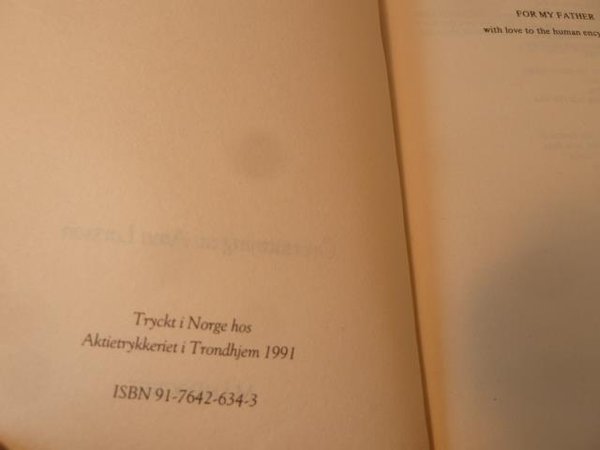 Tryckt i Norge hos
Aktietrykkeriet i Trondhjem 1991
ISBN 91-7642-634-3
FOR MY FATHER
with love to the human